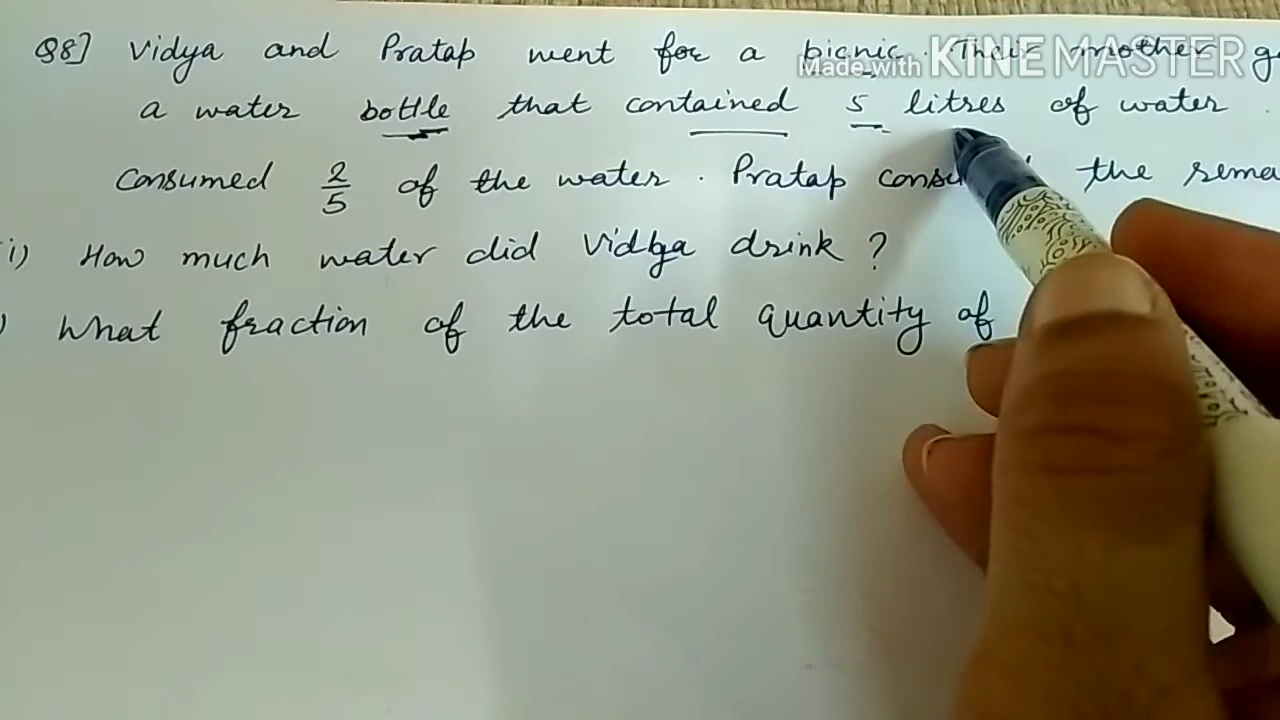 Q8] Vidya and Pratap went for a picnic. Their mother
Made with KINEMASTER
a water bottle that contained 5 litres of water
consumed 2/5 of the water. Pratap the
i) How much water did Vidya drink?
) What fraction of the total quantity of